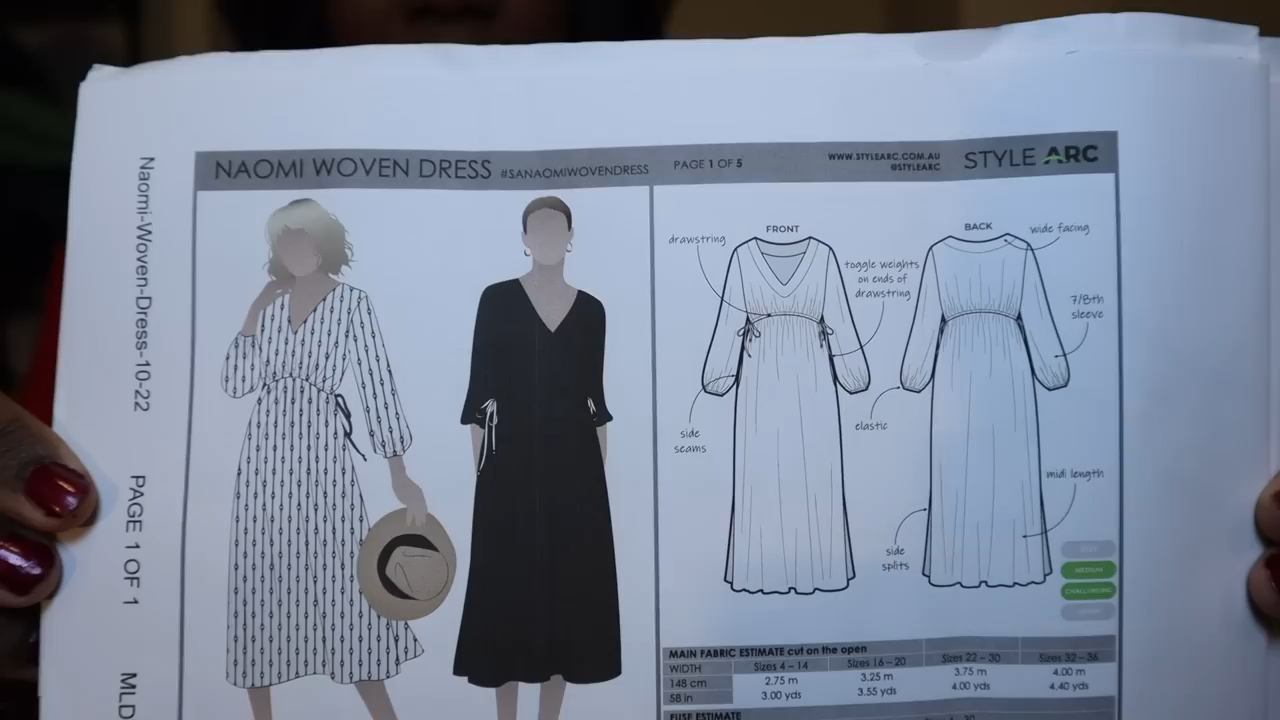 Naomi-Woven-Dress-10-22
PAGE 1 OF 1
MLD
NAOMI WOVEN DRESS #SANAOMIWOVENDRESS
PAGE 1 OF 5
WWW.STYLEARC.COM.AU
@STYLEARC
STYLE ARC
FRONT
BACK
drawstring
toggle weights
on ends of
drawstring
wide facing
7/8th
sleeve
side
seams
elastic
midi length
side
splits
MEDIUM
CHALLENGING
MAIN FABRIC ESTIMATE cut on the open
WIDTH Sizes 4 – 14 Sizes 16 – 20 Sizes 22 – 30 Sizes 32 – 36
148 cm 2.75 m 3.25 m 3.75 m 4.00 m
58 in 3.00 yds 3.55 yds 4.00 yds 4.40 yds
FUSE ESTIMATE